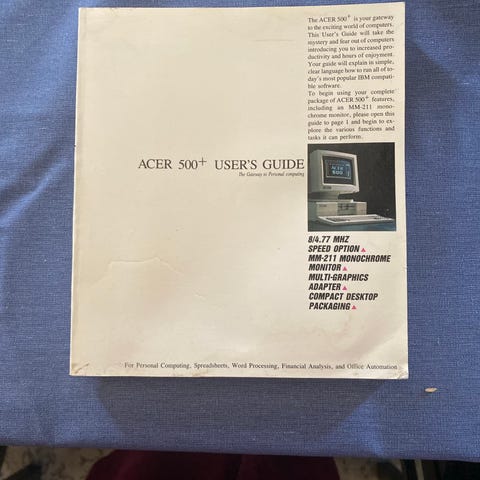 The ACER 500+ is your gateway
to the exciting world of computers.
This User's Guide will take the
mystery and fear out of computers
introducing you to increased pro-
ductivity and hours of enjoyment.
Your guide will explain in simple,
clear language how to run all of to-
day's most popular IBM compati-
ble software.
To begin using your complete
package of ACER 500+ features,
including an MM-211 mono-
chrome monitor, please open this
guide to page 1 and begin to ex-
plore the various functions and
tasks it can perform.
ACER 500+ USER'S GUIDE
The Gateway to Personal computing
ACER
500
8/4.77 MHZ
SPEED OPTION
MM-211 MONOCHROME
MONITOR
MULTI-GRAPHICS
ADAPTER
COMPACT DESKTOP
PACKAGING
For Personal Computing, Spreadsheets, Word Processing, Financial Analysis, and Office Automation